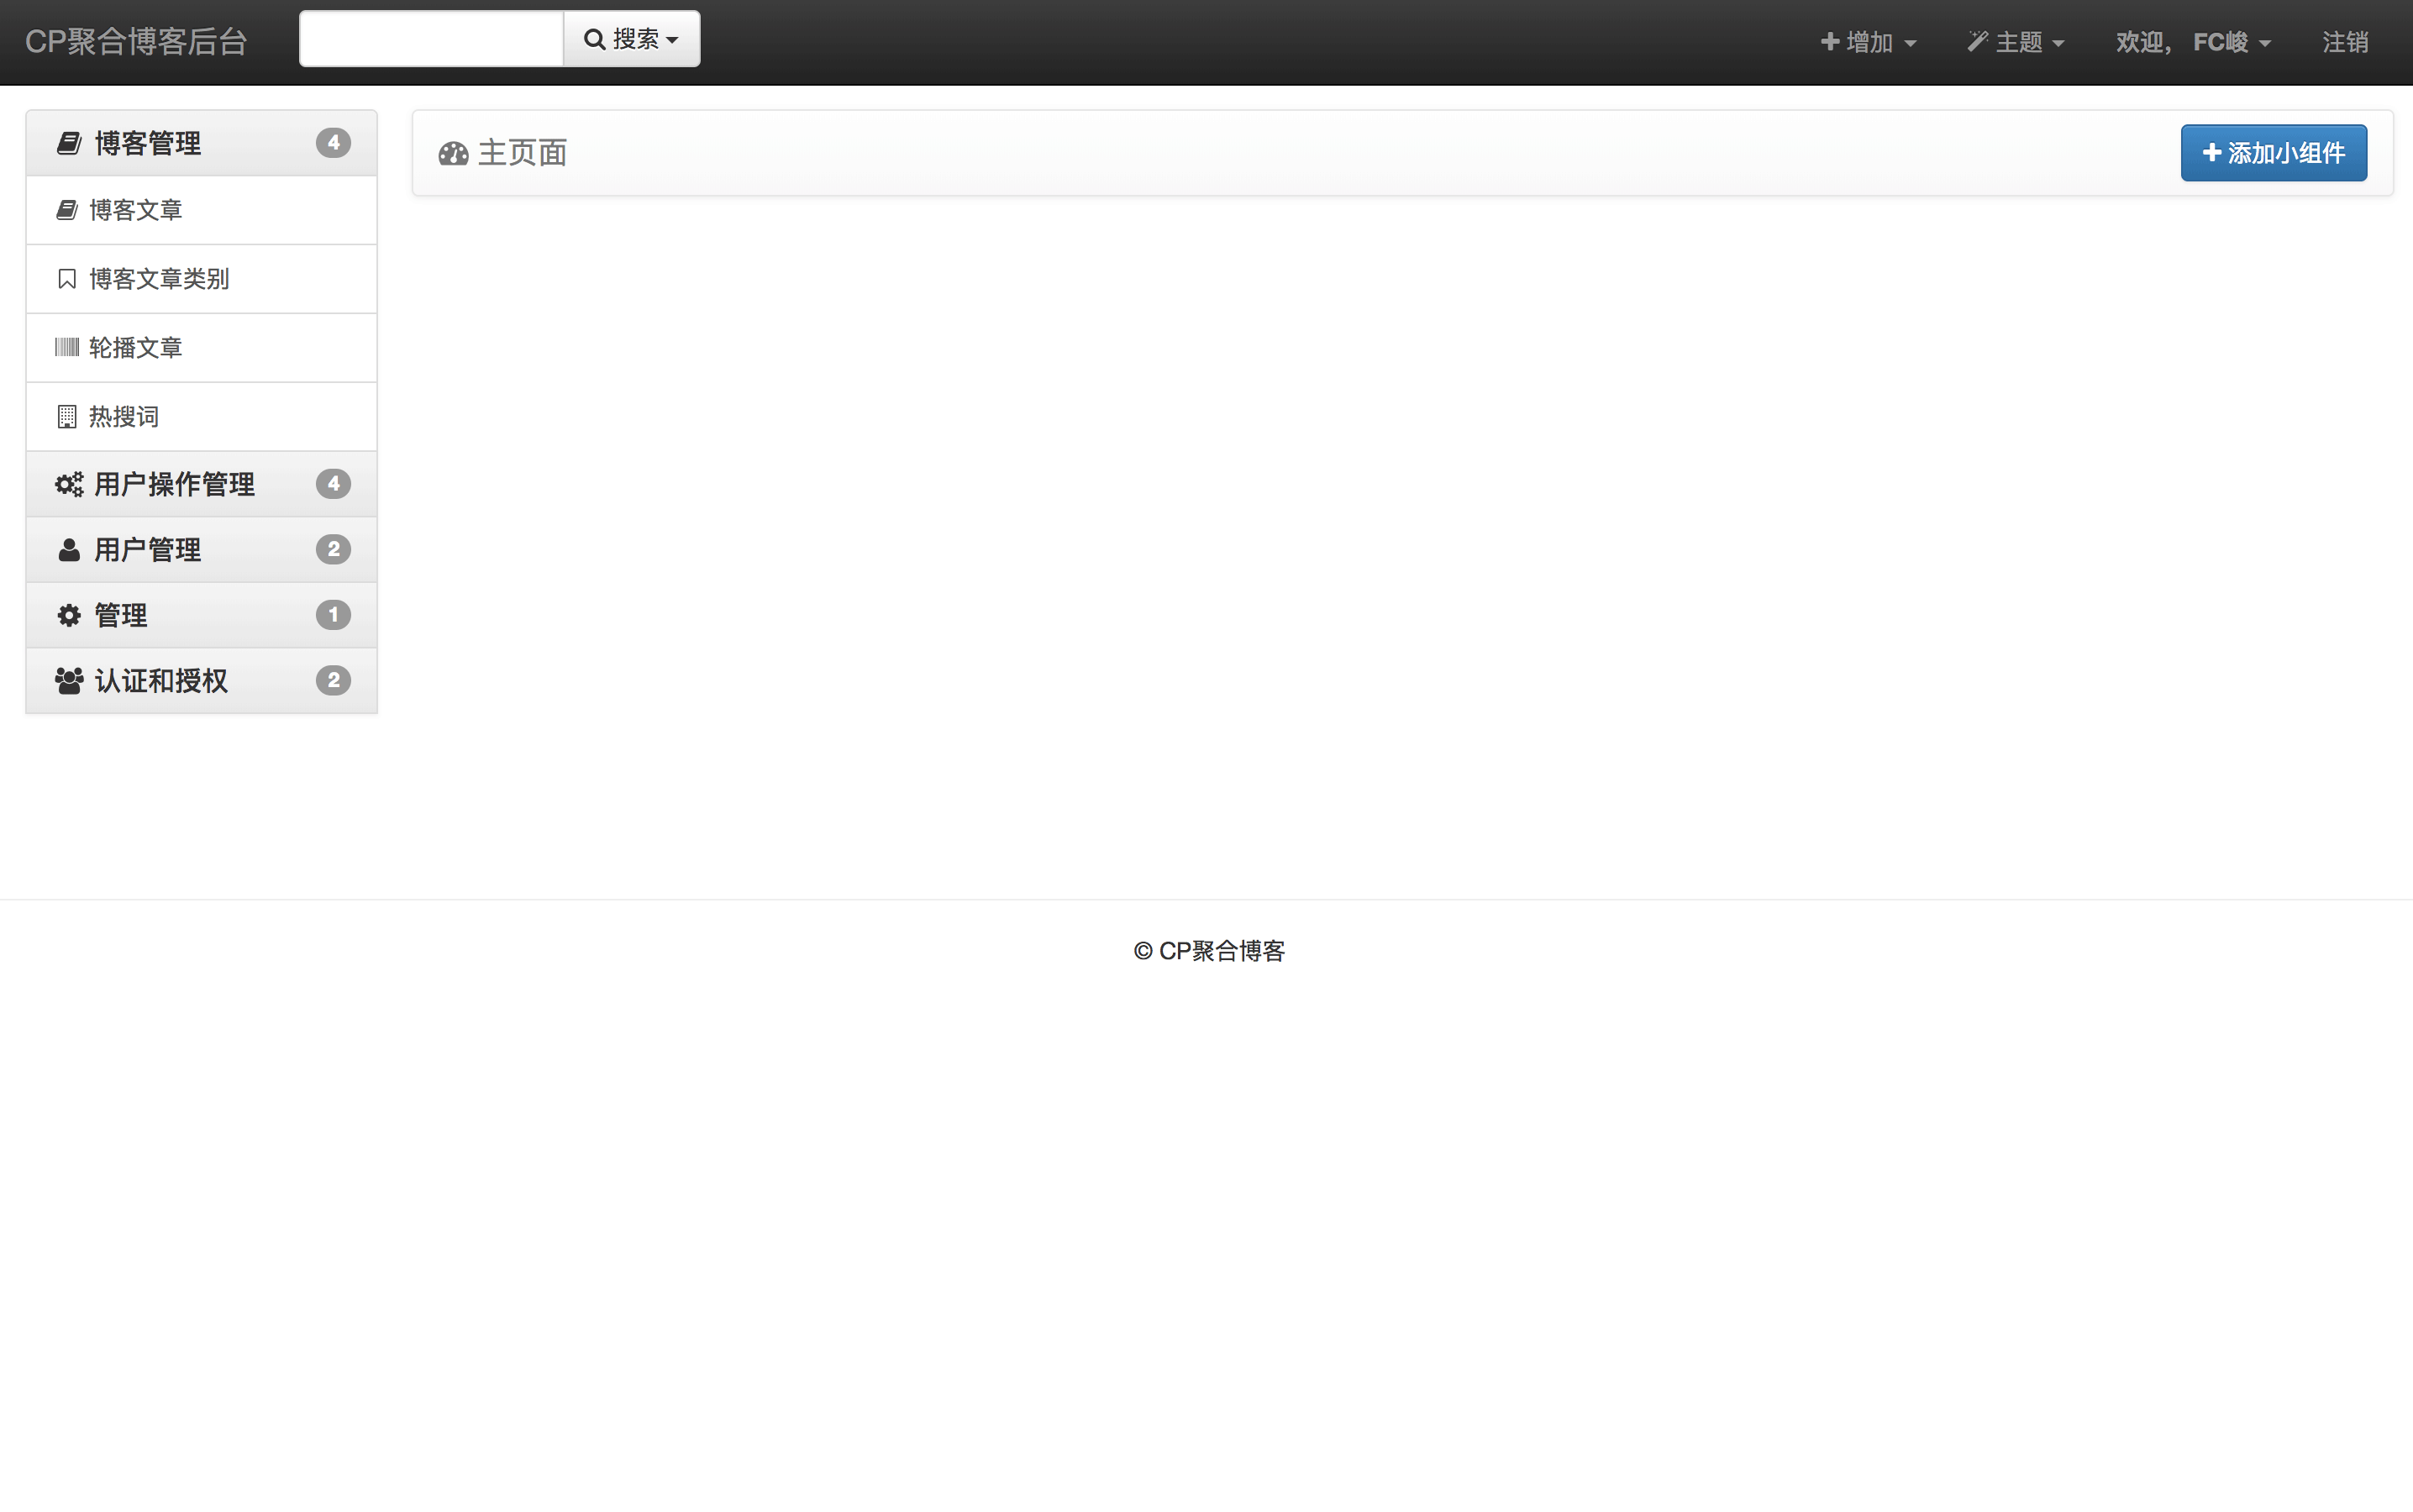 CP聚合博客后台 搜索 增加 主题 欢迎， FC峻 注销
博客管理 4
博客文章
博客文章类别
轮播文章
热搜词
用户操作管理 4
用户管理 2
管理 1
认证和授权 2
主页面 添加小组件
© CP聚合博客